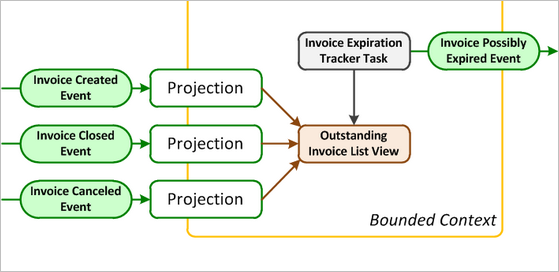 Invoice Expiration
Tracker Task
Invoice Possibly
Expired Event
Invoice Created
Event
Projection
Invoice Closed
Event
Projection
Outstanding
Invoice List View
Invoice Canceled
Event
Projection
Bounded Context